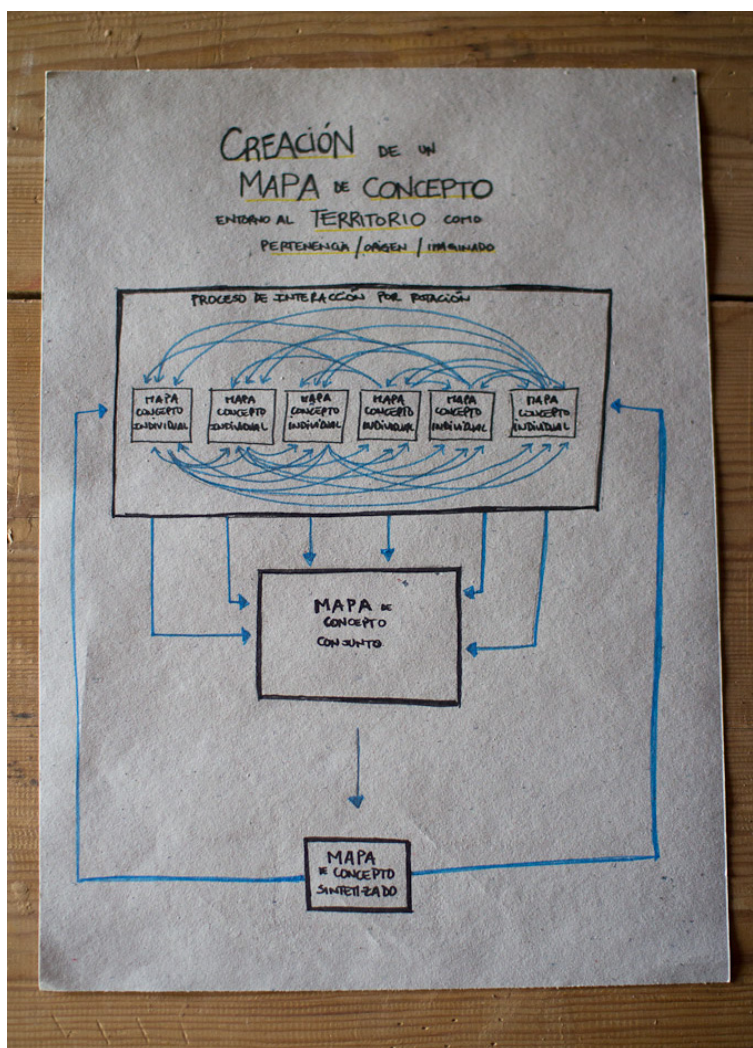 CREACIÓN DE UN
MAPA DE CONCEPTO
ENTORNO AL TERRITORIO COMO
PERTENENCIA / ORIGEN / IMAGINADO
PROCESO DE INTERACCIÓN POR ROTACIÓN
MAPA
CONCEPTO
INDIVIDUAL
MAPA
CONCEPTO
INDIVIDUAL
MAPA
CONCEPTO
INDIVIDUAL
MAPA
CONCEPTO
INDIVIDUAL
MAPA
CONCEPTO
INDIVIDUAL
MAPA
CONCEPTO
INDIVIDUAL
MAPA DE
CONCEPTO
CONJUNTO
MAPA
DE CONCEPTO
SINTETIZADO